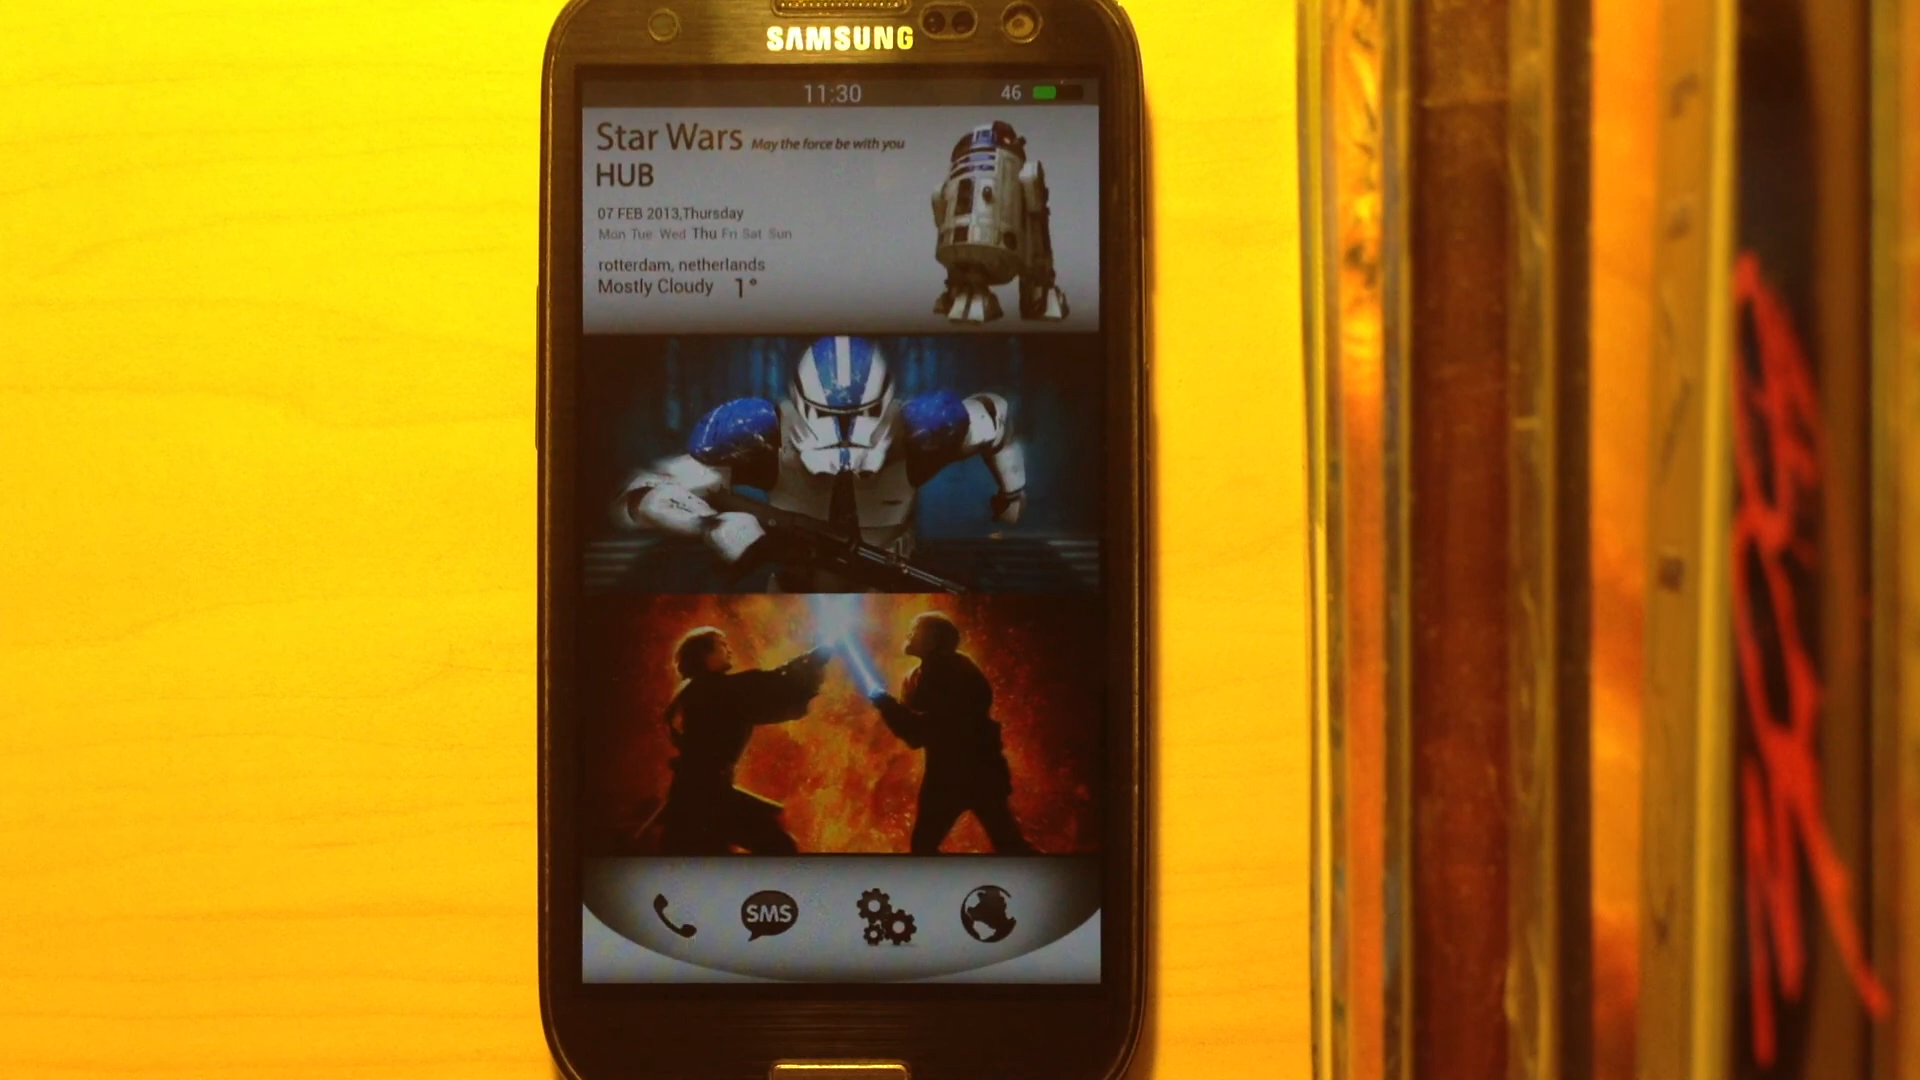 SAMSUNG
11:30 46
Star Wars May the force be with you
HUB
07 FEB 2013,Thursday
Mon Tue Wed Thu Fri Sat Sun
rotterdam, netherlands
Mostly Cloudy 1°
SMS